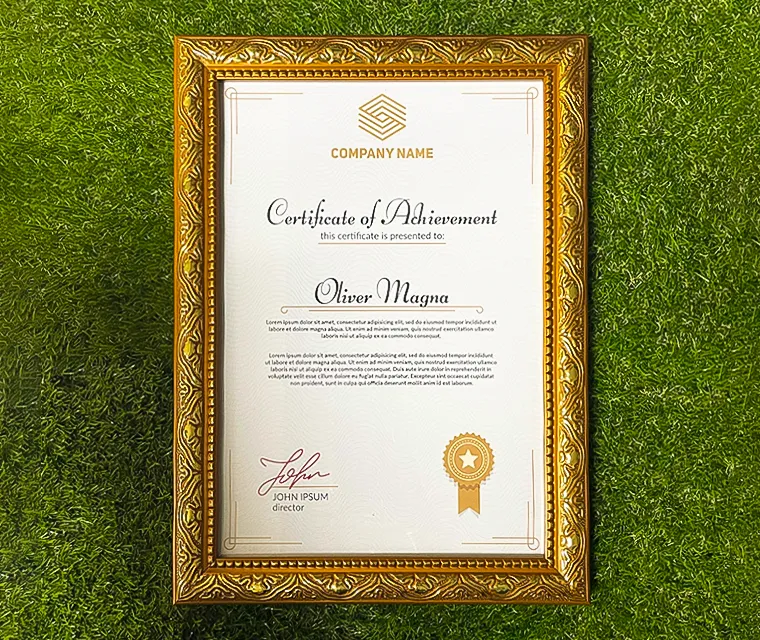 COMPANY NAME
Certificate of Achievement
this certificate is presented to:
Oliver Magna
Lorem ipsum dolor sit amet, consectetur adipisicing elit, sed do eiusmod tempor incididunt ut
labore et dolore magna aliqua. Ut enim ad minim veniam, quis nostrud exercitation ullamco
laboris nisi ut aliquip ex ea commodo consequat.
Lorem ipsum dolor sit amet, consectetur adipisicing elit, sed do eiusmod tempor incididunt
ut labore et dolore magna aliqua. Ut enim ad minim veniam, quis nostrud exercitation ullamco
laboris nisi ut aliquip ex ea commodo consequat. Duis aute irure dolor in reprehenderit in
voluptate velit esse cillum dolore eu fugiat nulla pariatur. Excepteur sint occaecat cupidatat
non proident, sunt in culpa qui officia deserunt mollit anim id est laborum.
John
JOHN IPSUM
director